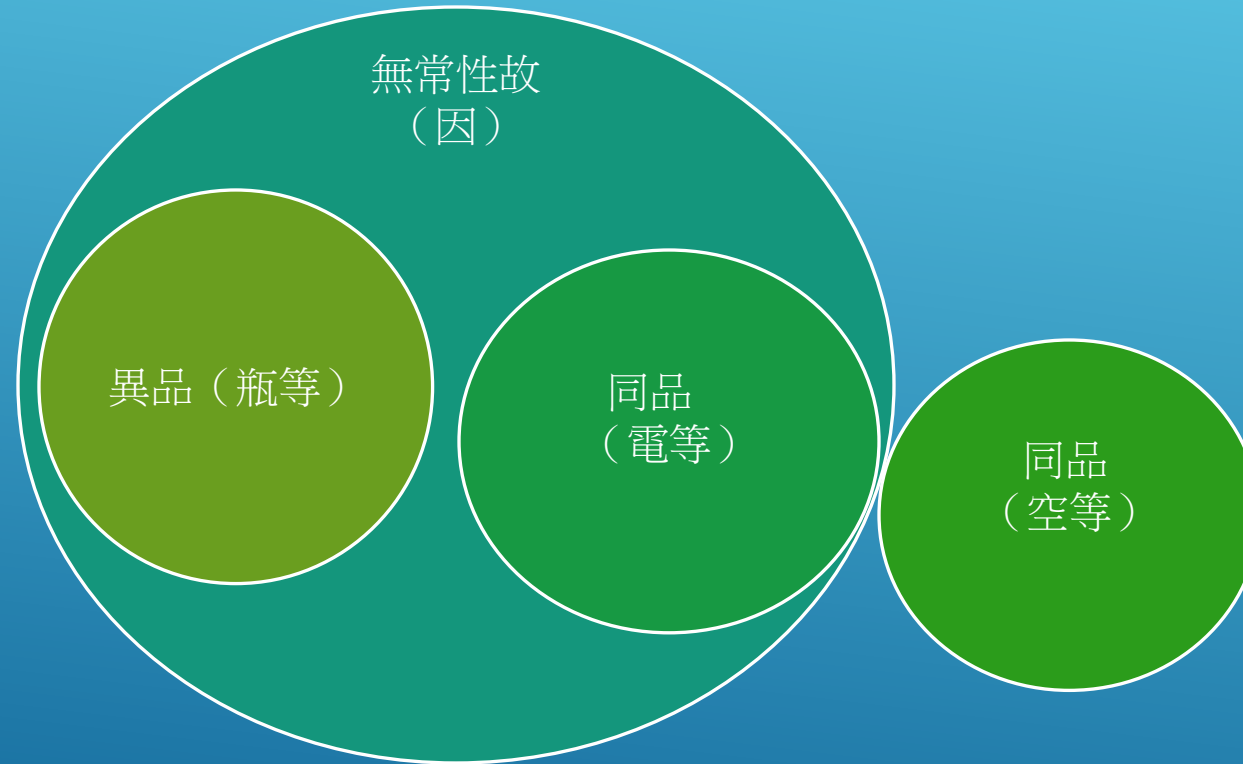 無常性故
（因）
異品（瓶等）
同品
（電等）
同品
（空等）